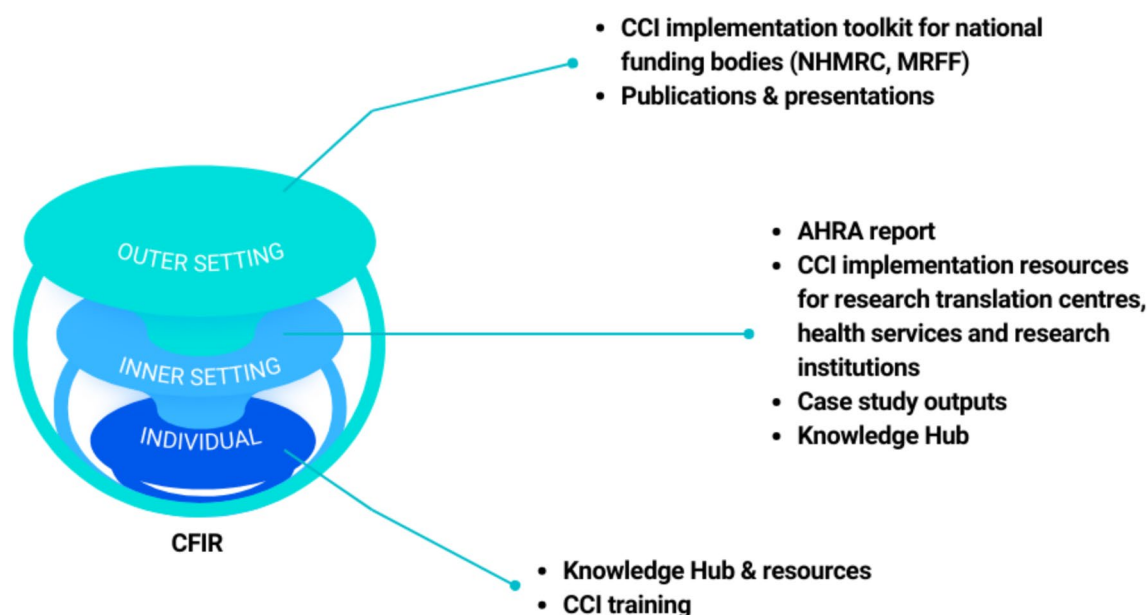 • CCI implementation toolkit for national
funding bodies (NHMRC, MRFF)
• Publications & presentations
OUTER SETTING
• AHRA report
• CCI implementation resources
for research translation centres,
health services and research
institutions
• Case study outputs
• Knowledge Hub
INNER SETTING
INDIVIDUAL
CFIR
• Knowledge Hub & resources
• CCI training